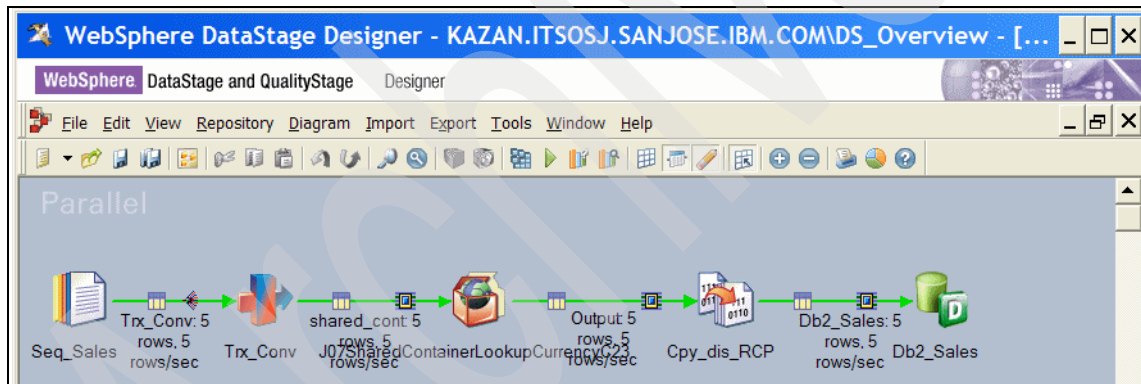 WebSphere DataStage Designer - KAZAN.ITSOSJ.SANJOSE.IBM.COM\DS_Overview - [...
WebSphere. DataStage and QualityStage Designer
File Edit View Repository Diagram Import Export Tools Window Help
Parallel
Trx_Conv: 5 shared_cont: 5 Output: 5 Db2_Sales: 5
rows, 5 rows, 5 rows, 5 rows, 5
Seq_Sales rows/sec Trx_Conv J07SharedContainerLookupCurrencyC23 rows/sec rows/sec Cpy_dis_RCP rows/sec Db2_Sales